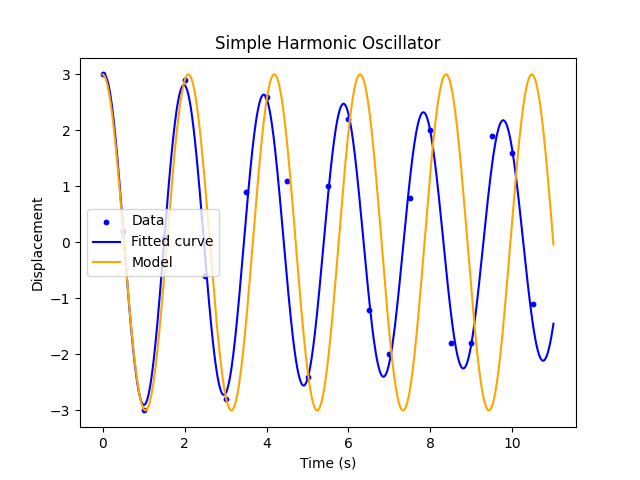 Simple Harmonic Oscillator
Displacement
3
2
1
0
−1
−2
−3
Data
Fitted curve
Model
0 2 4 6 8 10
Time (s)